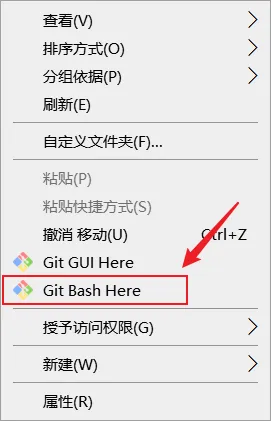 查看(V)
排序方式(O)
分组依据(P)
刷新(E)
自定义文件夹(F)...
粘贴(P)
粘贴快捷方式(S)
撤消 移动(U) Ctrl+Z
Git GUI Here
Git Bash Here
授予访问权限(G)
新建(W)
属性(R)